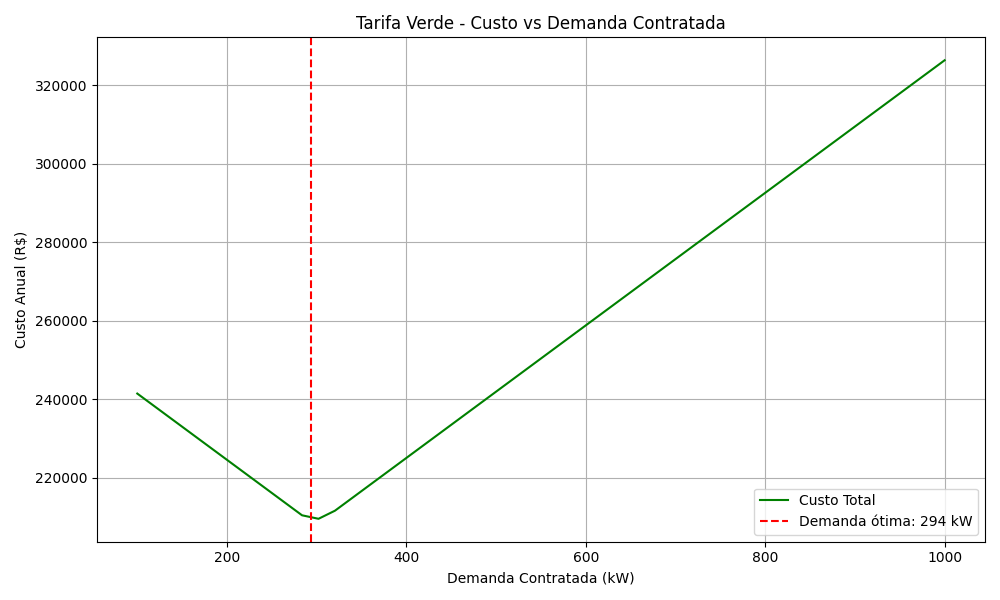 Tarifa Verde - Custo vs Demanda Contratada
Custo Anual (R$)
320000
300000
280000
260000
240000
220000
200
400
600
800
1000
Demanda Contratada (kW)
Custo Total
Demanda ótima: 294 kW